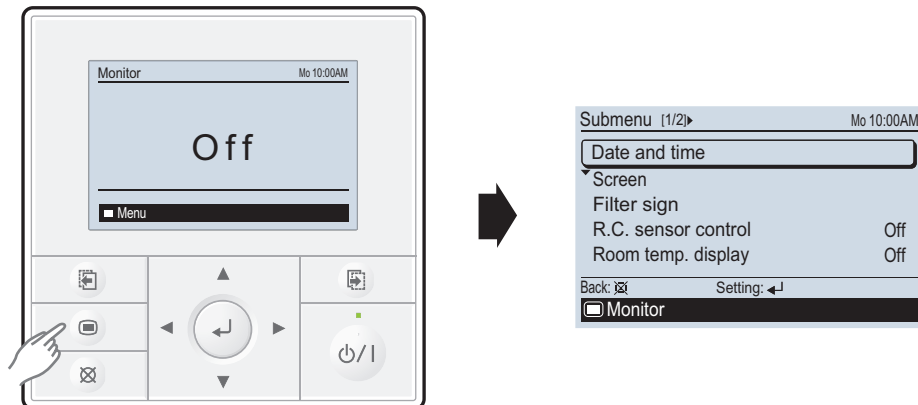 Monitor Mo 10:00AM
Off
Menu
Submenu [1/2] Mo 10:00AM
Date and time
Screen
Filter sign
R.C. sensor control Off
Room temp. display Off
Back: Setting:
Monitor